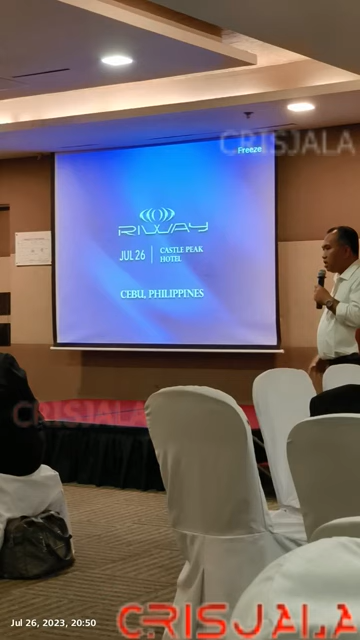 CRISJALA
Freeze
RIWAY
JUL 26 | CASTLE PEAK
HOTEL
CEBU, PHILIPPINES
CRISJALA
Jul 26, 2023, 20:50
CRISJALA